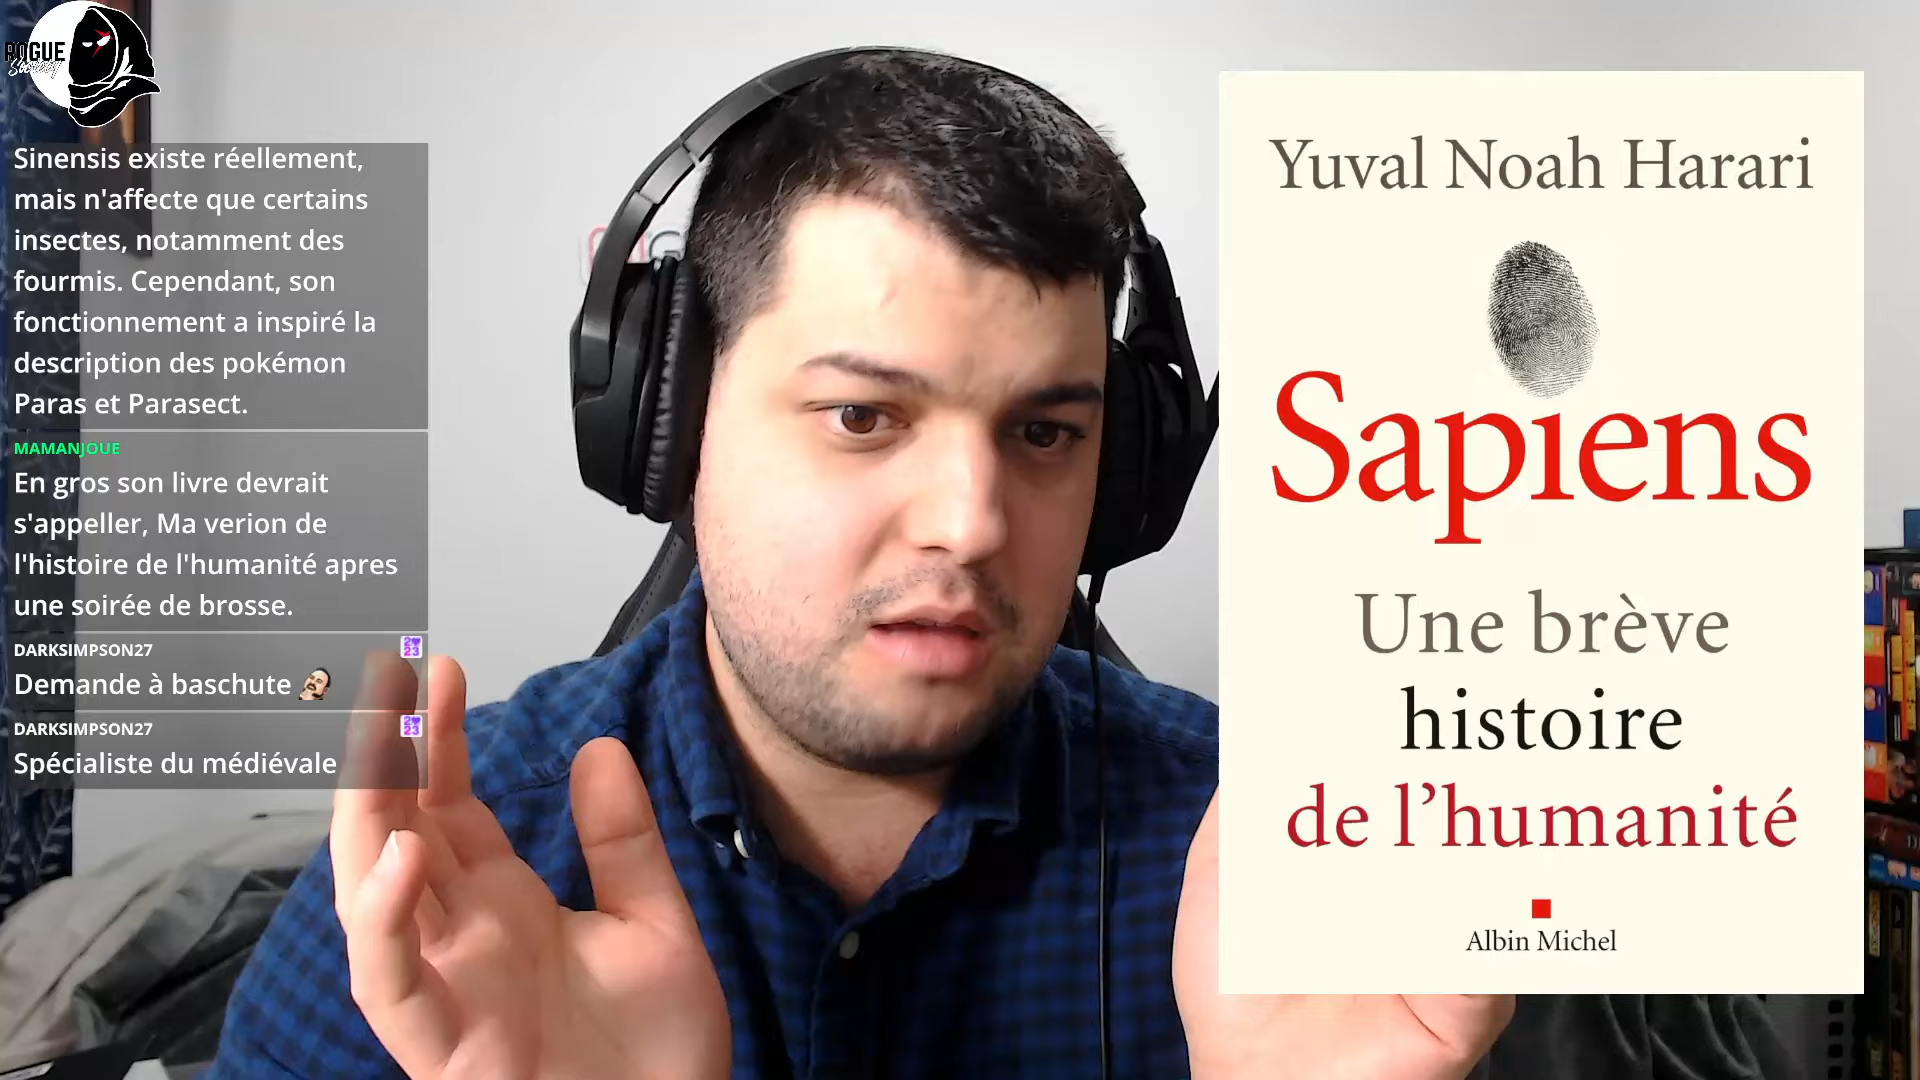 ROGUE
Society
Sinensis existe réellement,
mais n'affecte que certains
insectes, notamment des
fourmis. Cependant, son
fonctionnement a inspiré la
description des pokémon
Paras et Parasect.
MAMANJOUE
En gros son livre devrait
s'appeller, Ma verion de
l'histoire de l'humanité apres
une soirée de brosse.
DARKSIMPSON27
Demande à baschute
DARKSIMPSON27
Spécialiste du médiévale
Yuval Noah Harari
Sapiens
Une brève
histoire
de l'humanité
Albin Michel